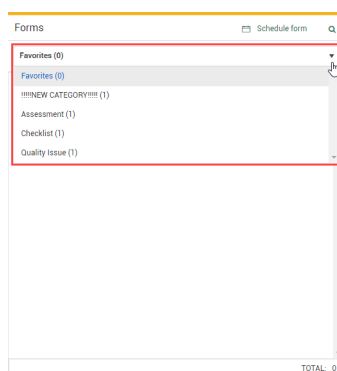 Forms Schedule form
Favorites (0)
Favorites (0)
!!!!!NEW CATEGORY!!!!! (1)
Assessment (1)
Checklist (1)
Quality Issue (1)
TOTAL: 0